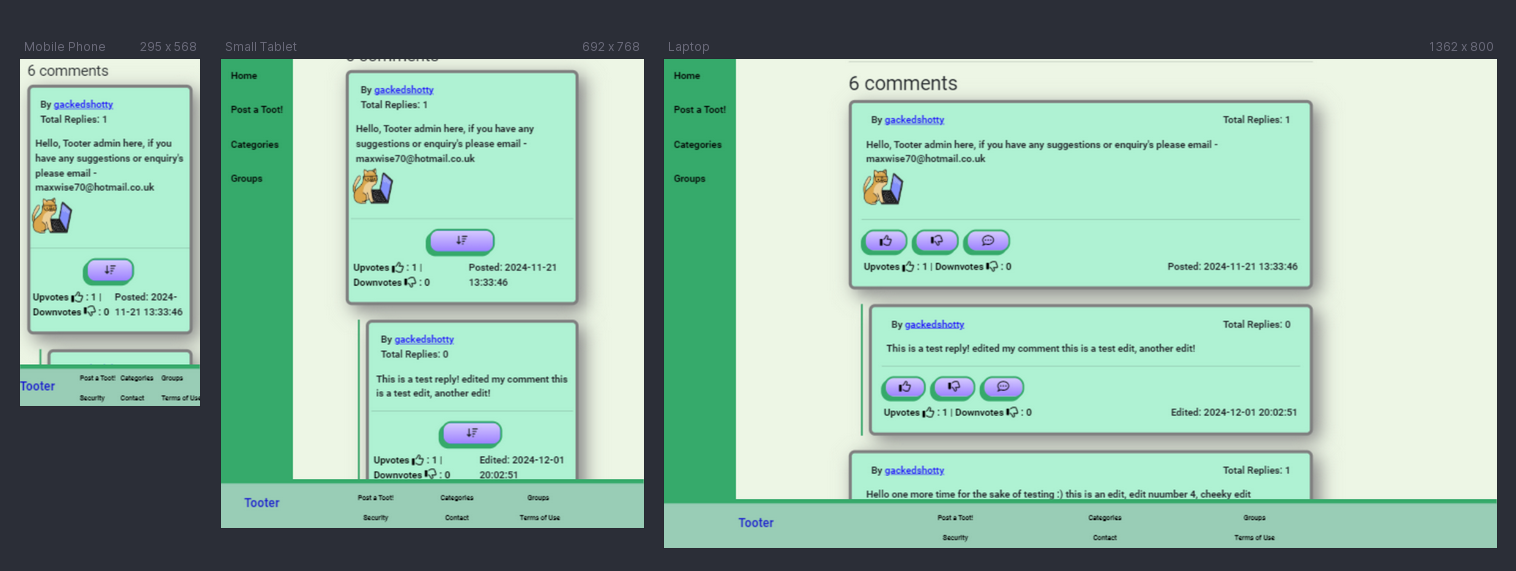 Mobile Phone 295 x 568
6 comments
By gackedshotty
Total Replies: 1
Hello, Tooter admin here, if you
have any suggestions or enquiry's
please email -
maxwise70@hotmail.co.uk
Upvotes : 1 | Posted: 2024-
Downvotes : 0 11-21 13:33:46
Tooter
Post a Toot! Categories Groups
Security Contact Terms of Use
Small Tablet 692 x 768
Home
Post a Toot!
Categories
Groups
6 comments
By gackedshotty
Total Replies: 1
Hello, Tooter admin here, if you have any
suggestions or enquiry's please email -
maxwise70@hotmail.co.uk
Upvotes : 1 | Posted: 2024-11-21
Downvotes : 0 13:33:46
By gackedshotty
Total Replies: 0
This is a test reply! edited my comment this
is a test edit, another edit!
Upvotes : 1 | Edited: 2024-12-01
Downvotes : 0 20:02:51
Tooter
Post a Toot! Categories Groups
Security Contact Terms of Use
Laptop 1362 x 800
Home
Post a Toot!
Categories
Groups
6 comments
By gackedshotty Total Replies: 1
Hello, Tooter admin here, if you have any suggestions or enquiry's please email -
maxwise70@hotmail.co.uk
Upvotes : 1 | Downvotes : 0 Posted: 2024-11-21 13:33:46
By gackedshotty Total Replies: 0
This is a test reply! edited my comment this is a test edit, another edit!
Upvotes : 1 | Downvotes : 0 Edited: 2024-12-01 20:02:51
By gackedshotty Total Replies: 1
Hello one more time for the sake of testing :) this is an edit, edit nuumber 4, cheeky edit
Tooter
Post a Toot! Categories Groups
Security Contact Terms of Use